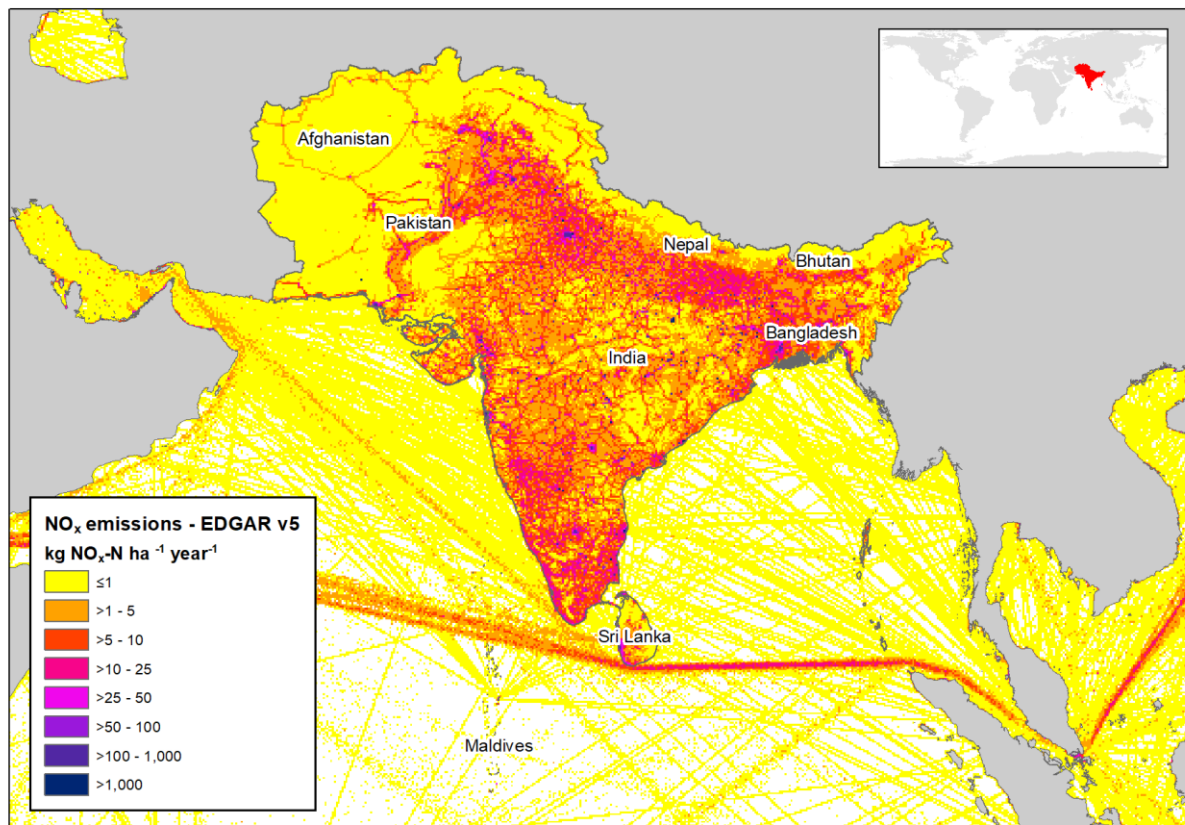 Afghanistan
Pakistan
Nepal
Bhutan
Bangladesh
India
Sri Lanka
Maldives
NOₓ emissions - EDGAR v5
kg NOₓ-N ha ⁻¹ year⁻¹
≤1
>1 - 5
>5 - 10
>10 - 25
>25 - 50
>50 - 100
>100 - 1,000
>1,000